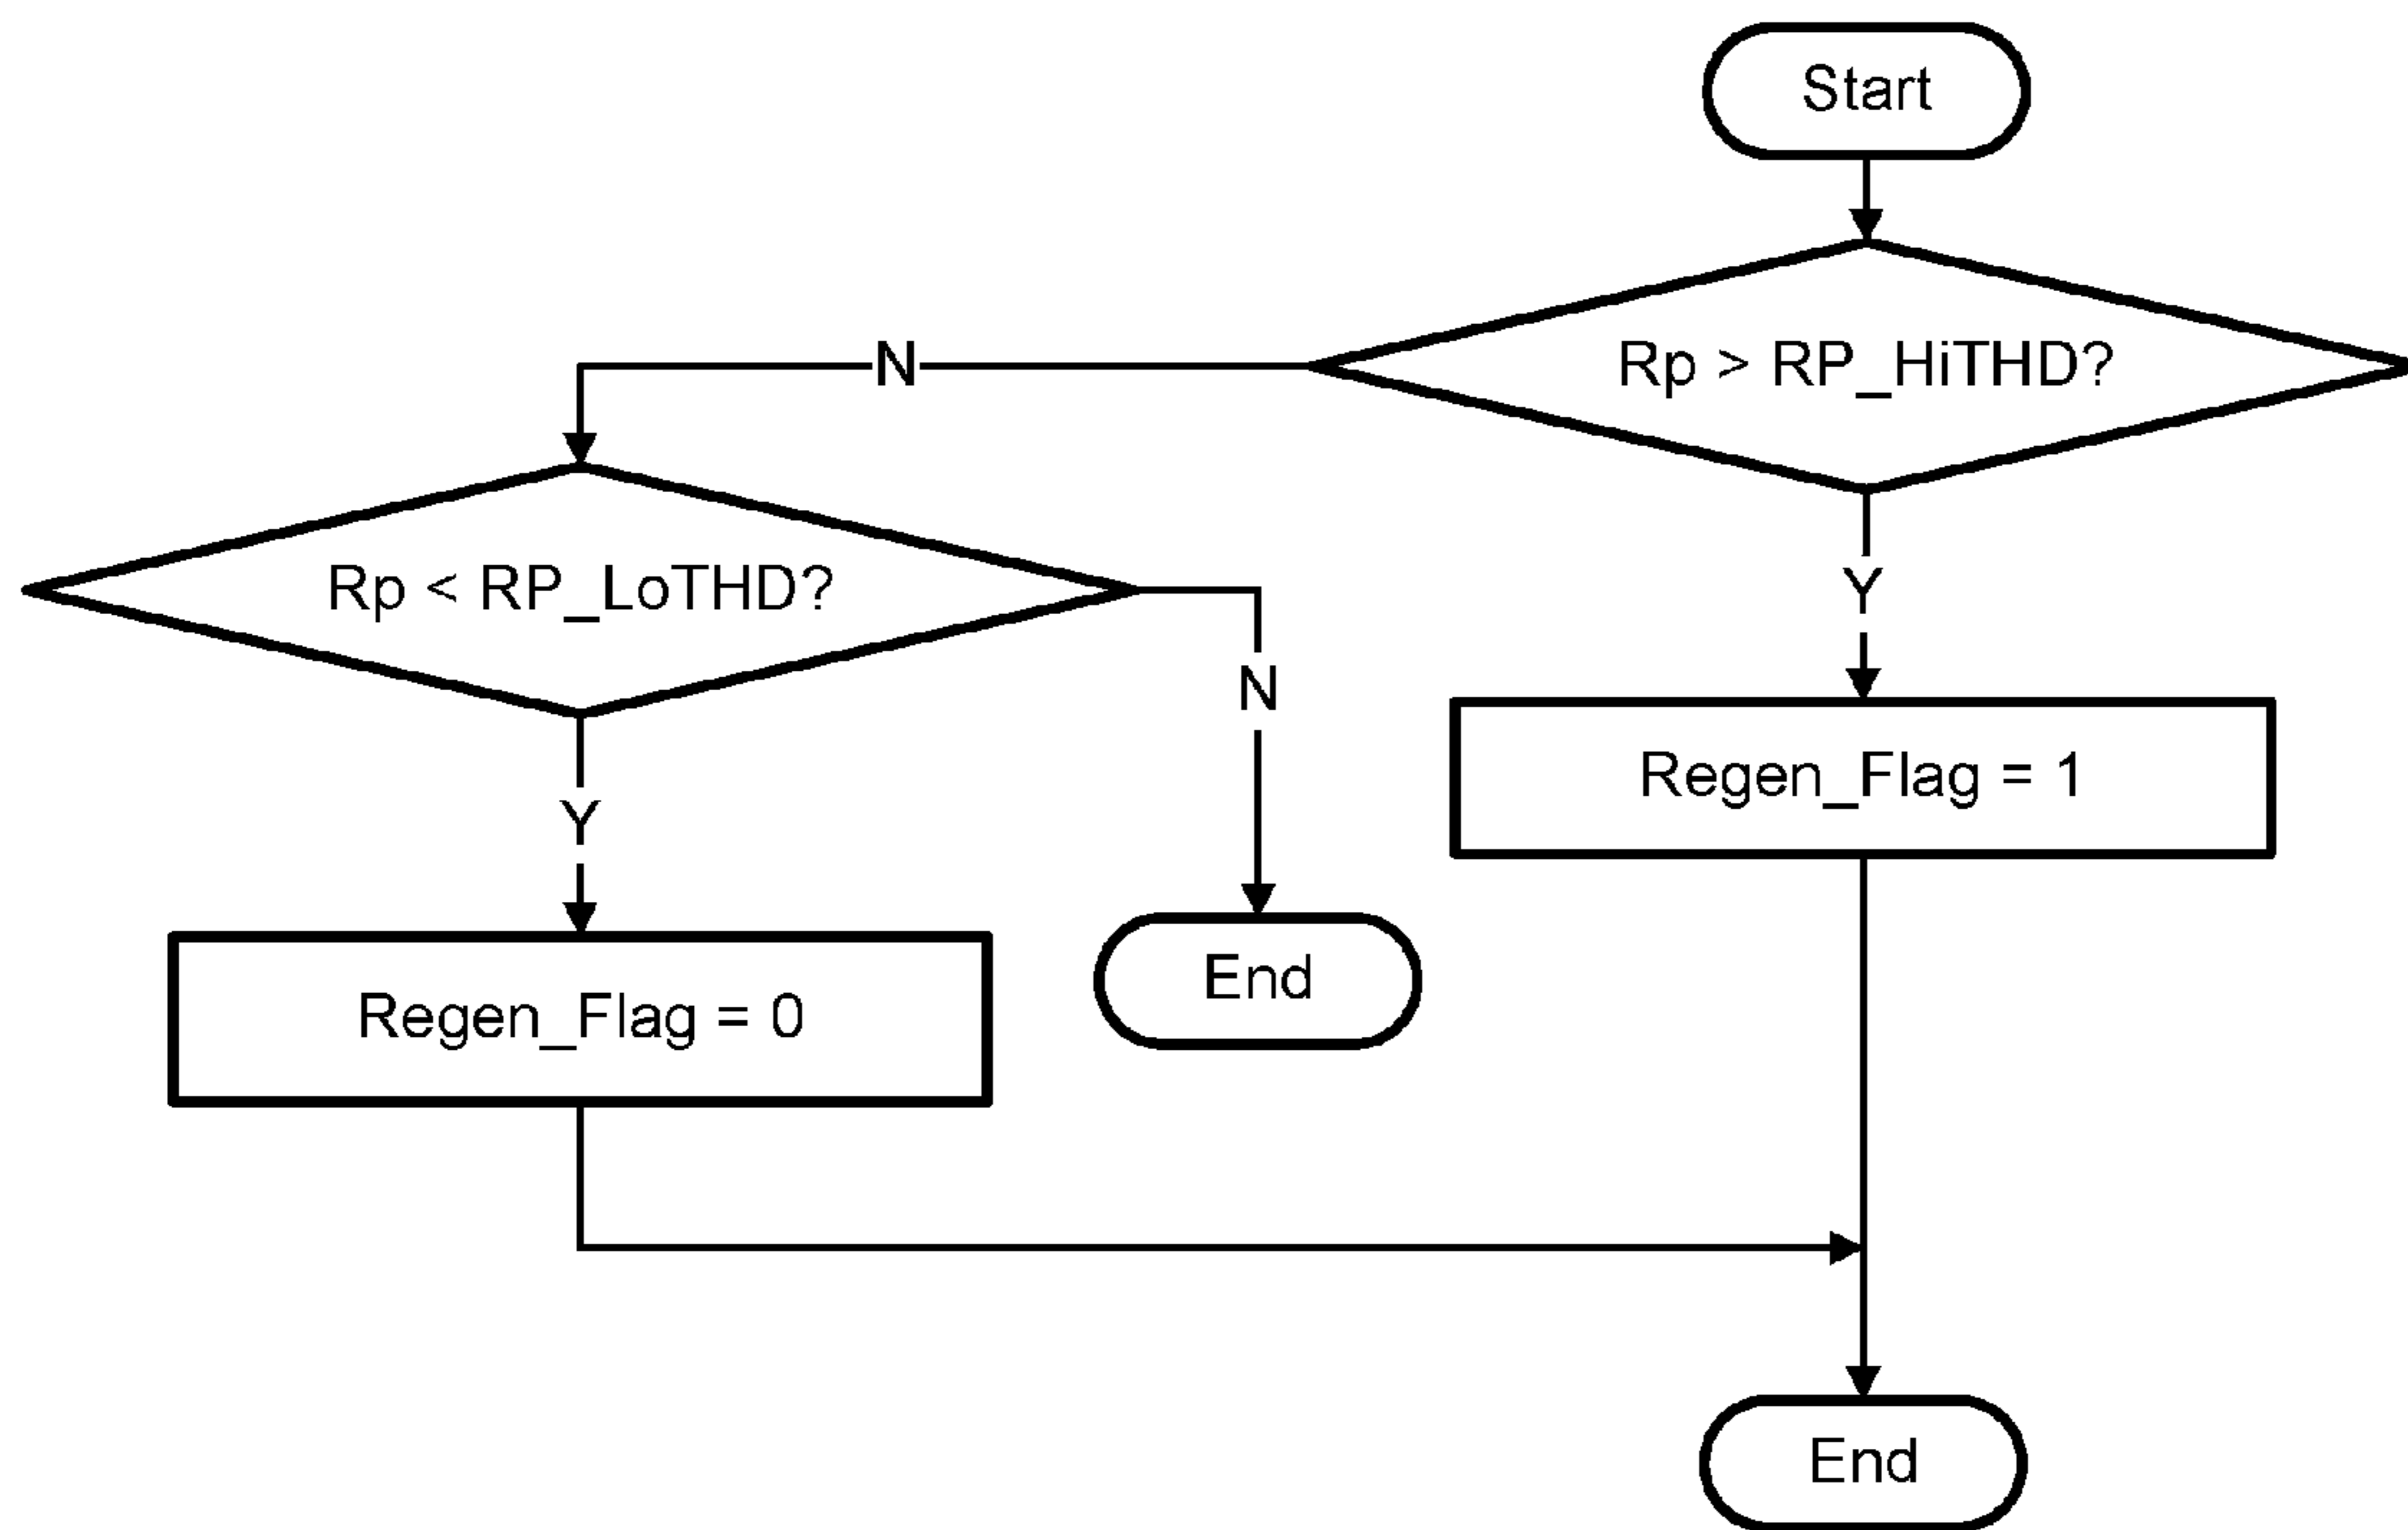 Start
Rp > RP_HiTHD?
N
Rp < RP_LoTHD?
Y
N
Regen_Flag = 1
Y
Regen_Flag = 0
End
End